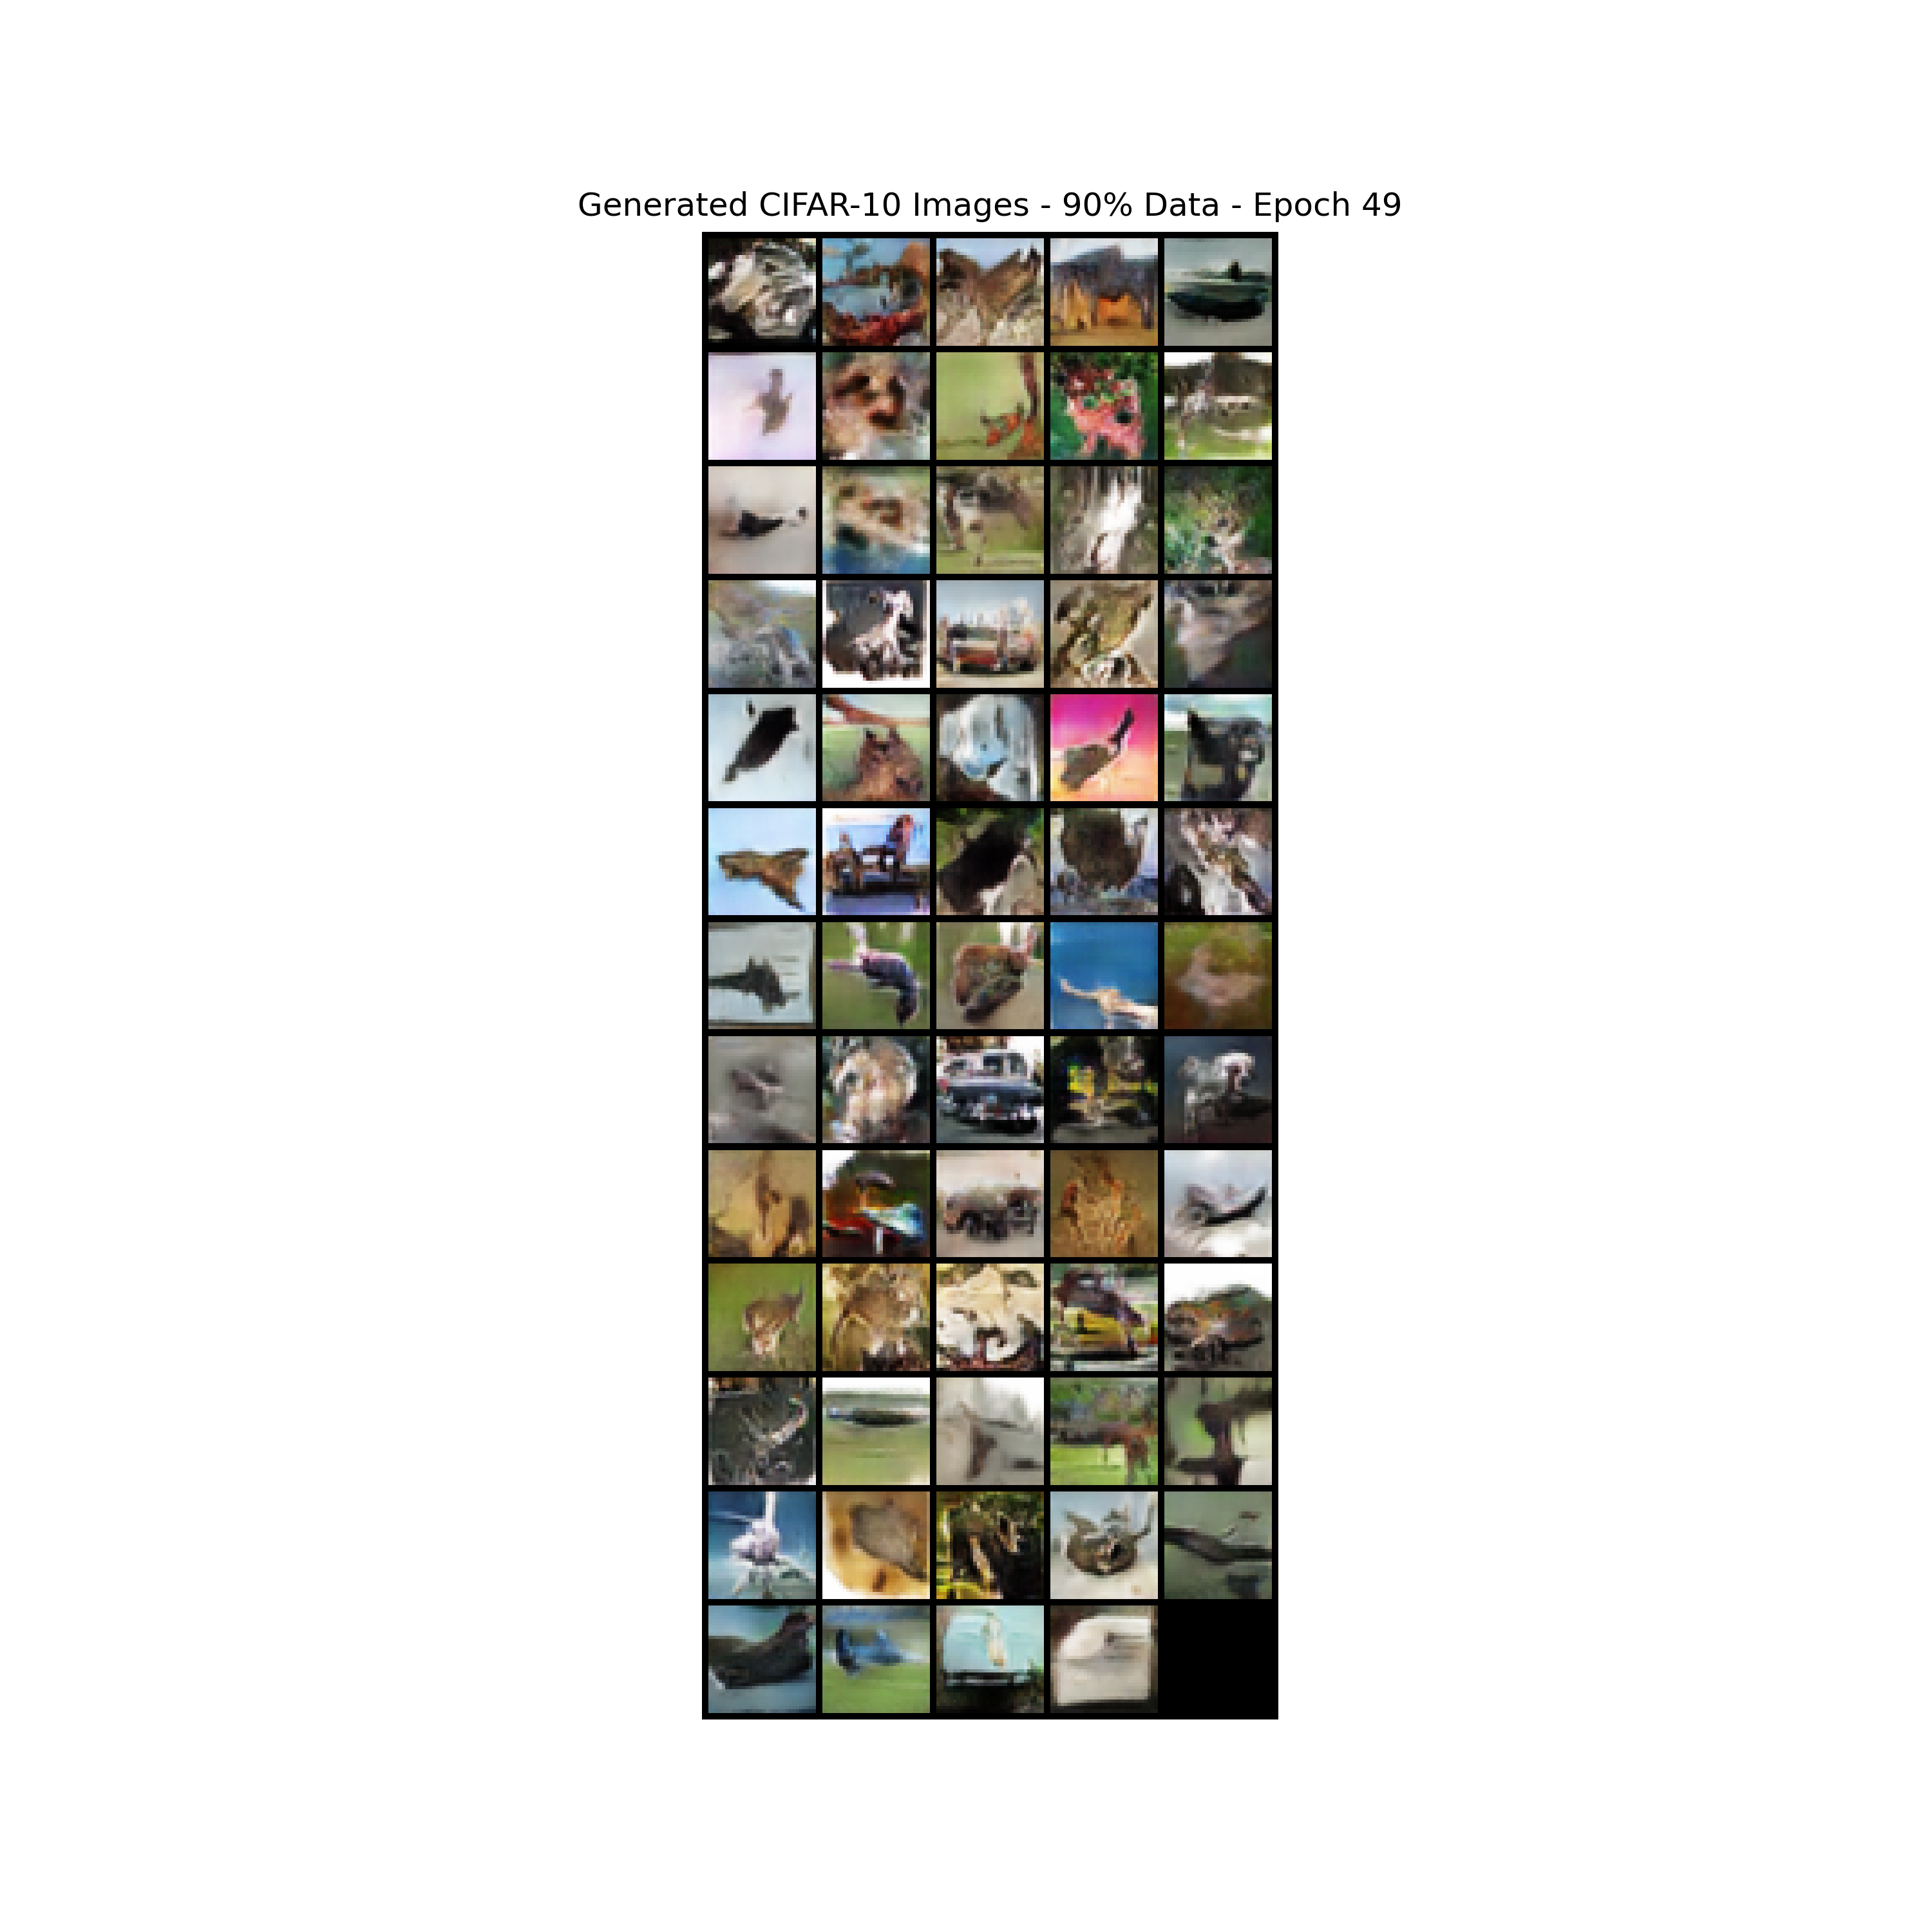 Generated CIFAR-10 Images - 90% Data - Epoch 49